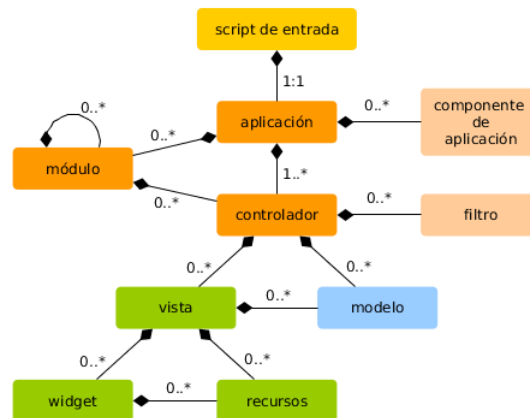 script de entrada
1:1
0..*
0..*
aplicación
0..*
componente
de
aplicación
módulo
0..*
1..*
controlador
0..*
filtro
0..*
0..*
vista
0..*
modelo
0..*
0..*
widget
0..*
recursos